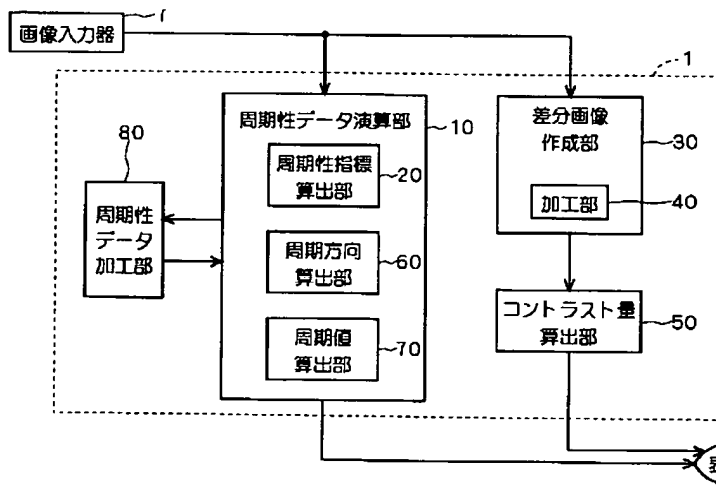 画像入力器
1
周期性データ演算部
10
周期性指標
算出部
20
周期方向
算出部
60
周期値
算出部
70
80
周期性
データ
加工部
差分画像
作成部
30
加工部
40
コントラスト量
算出部
50